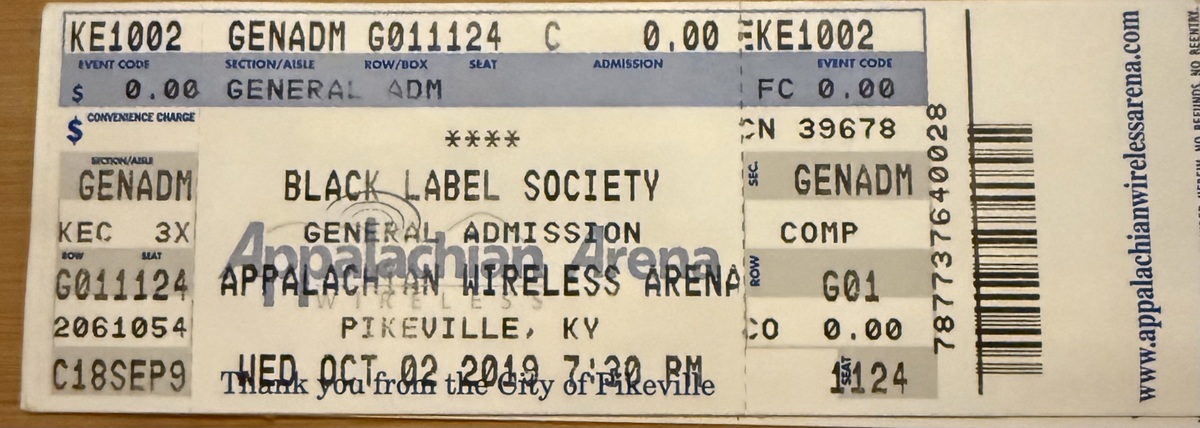 KE1002 GENADM G011124 C 0.00 EKE1002
EVENT CODE SECTION/AISLE ROW/BOX SEAT ADMISSION EVENT CODE
$ 0.00 GENERAL ADM FC 0.00
$ CONVENIENCE CHARGE
CN 39678
****
SECTION/AISLE
GENADM
BLACK LABEL SOCIETY
SEC.
GENADM
KEC 3X
GENERAL ADMISSION
COMP
Appalachian Arena
WIRELESS
ROW SEAT
G011124
APPALACHIAN WIRELESS ARENA
ROW
G01
2061054
PIKEVILLE, KY
CO 0.00
C18SEP9
WED OCT 02 2019 7:30 PM
Thank you from the City of Pikeville
SEAT
1124
787737640028
www.appalachianwirelessarena.com